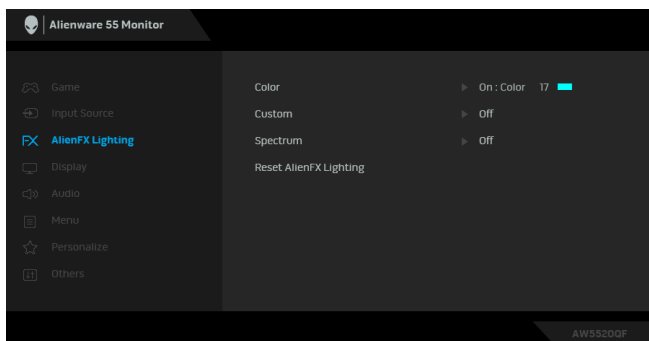 Alienware 55 Monitor
Game
Color On : Color 17
Input Source
Custom Off
FX AlienFX Lighting
Spectrum Off
Display
Reset AlienFX Lighting
Audio
Menu
Personalize
Others
AW5520QF